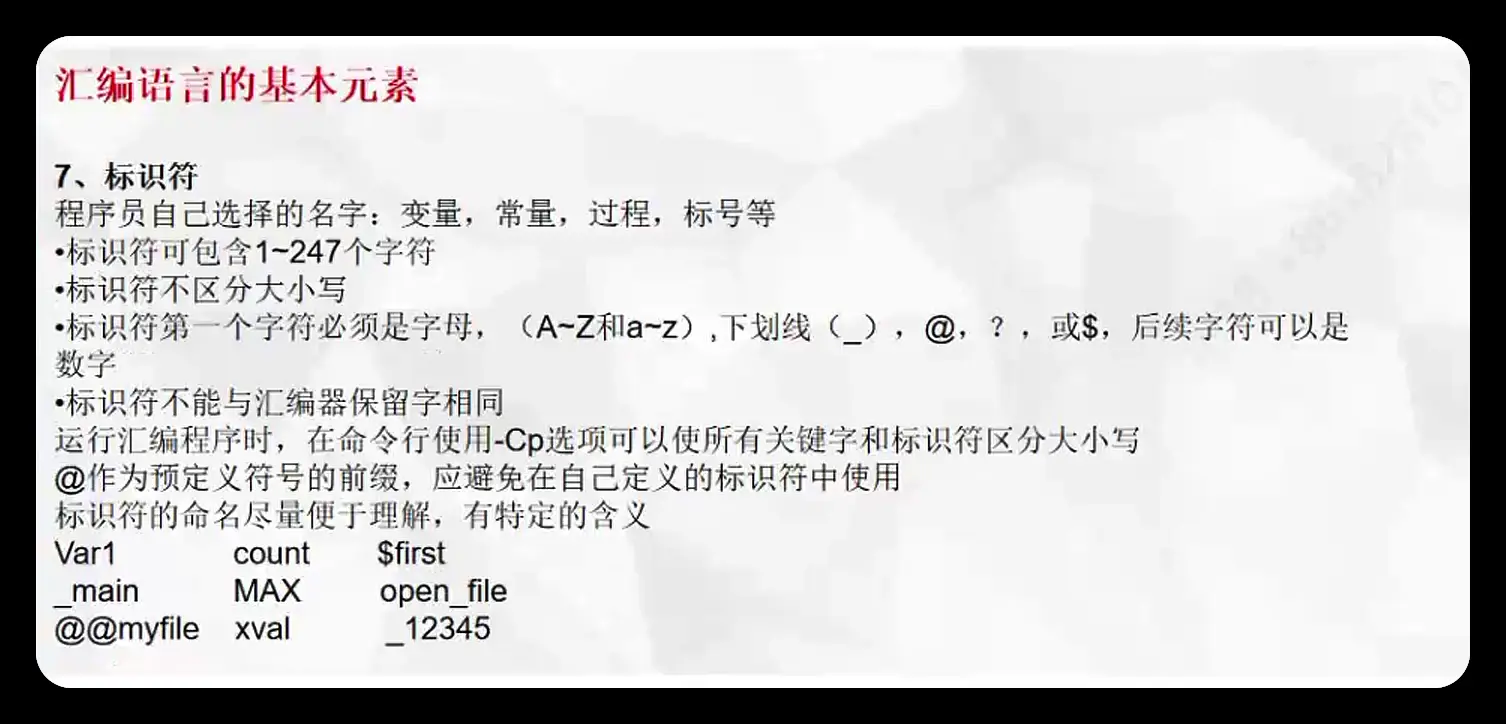 汇编语言的基本元素
7、标识符
程序员自己选择的名字：变量，常量，过程，标号等
•标识符可包含1~247个字符
•标识符不区分大小写
•标识符第一个字符必须是字母，（A~Z和a~z）,下划线（_），@，？，或$，后续字符可以是
数字
•标识符不能与汇编器保留字相同
运行汇编程序时，在命令行使用-Cp选项可以使所有关键字和标识符区分大小写
@作为预定义符号的前缀，应避免在自己定义的标识符中使用
标识符的命名尽量便于理解，有特定的含义
Var1 count $first
_main MAX open_file
@@myfile xval _12345